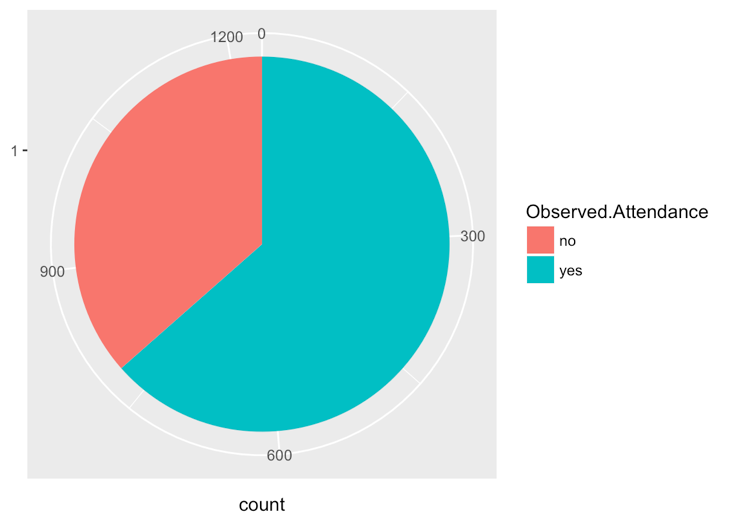 1200
0
1
300
900
600
count
Observed.Attendance
no
yes